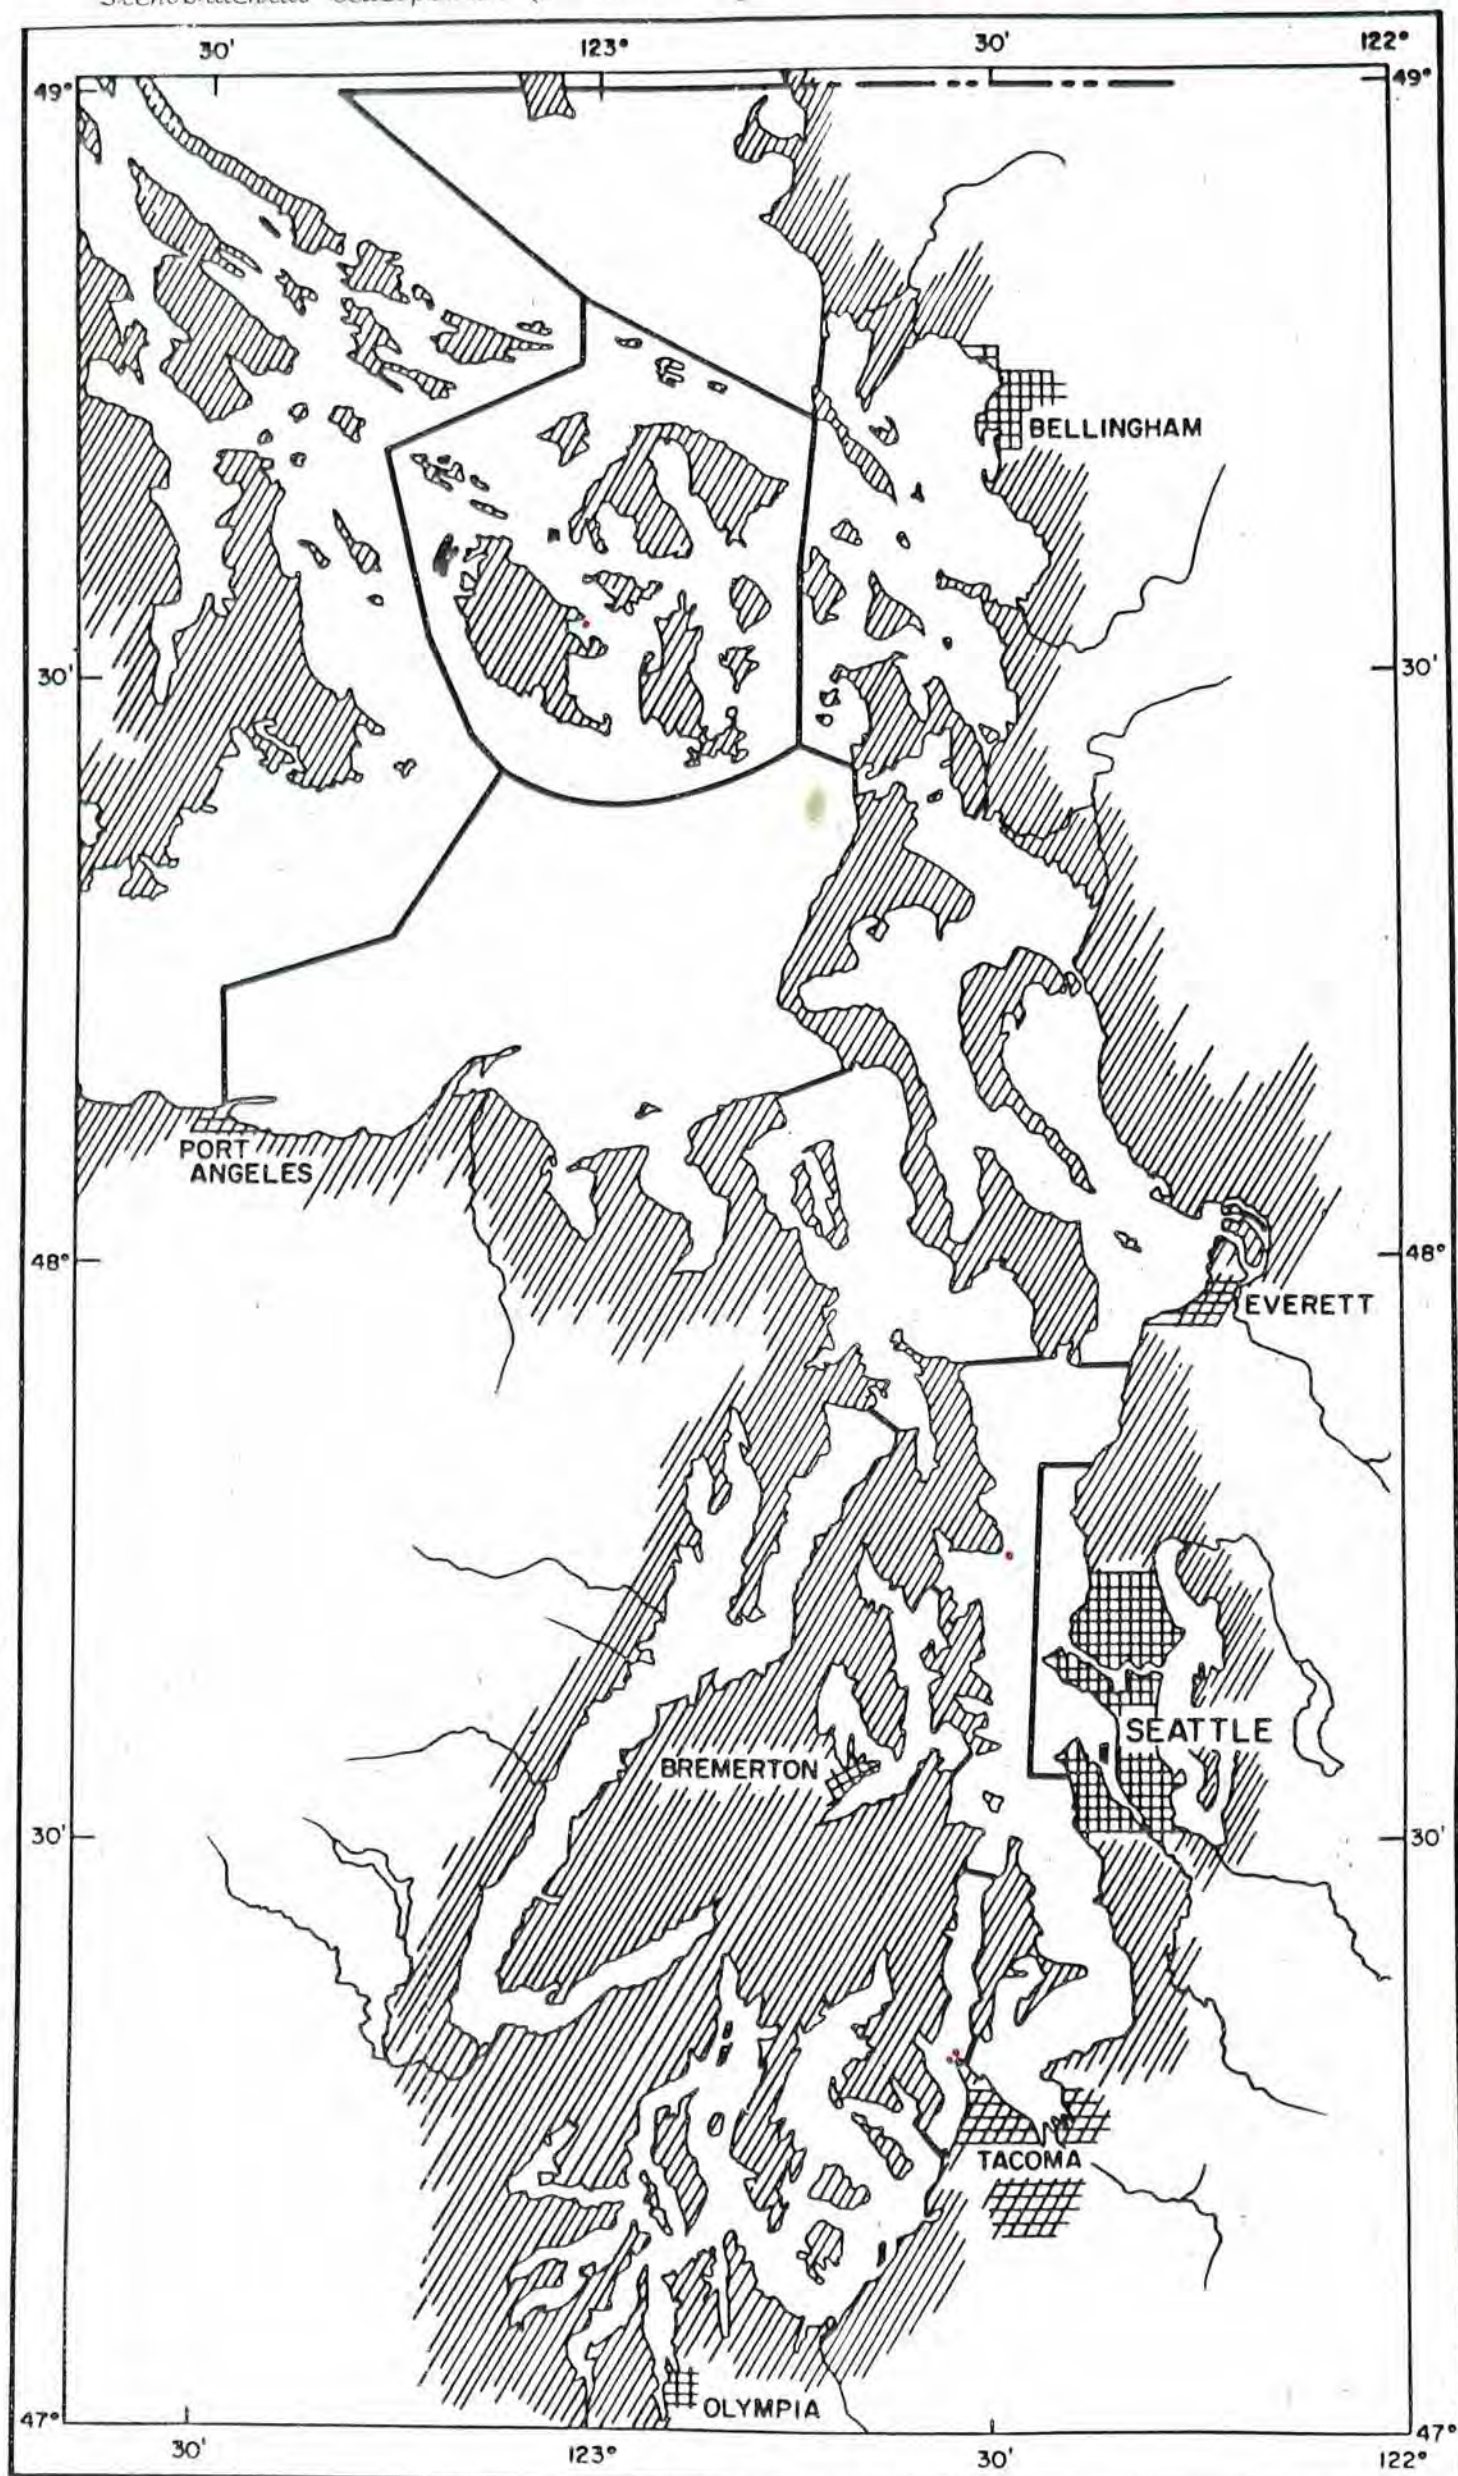 30' 123° 30' 122°
49° 49°
BELLINGHAM
30' 30'
PORT
ANGELES
48° 48°
EVERETT
SEATTLE
BREMERTON
30' 30'
TACOMA
OLYMPIA
47° 47°
30' 123° 30' 122°